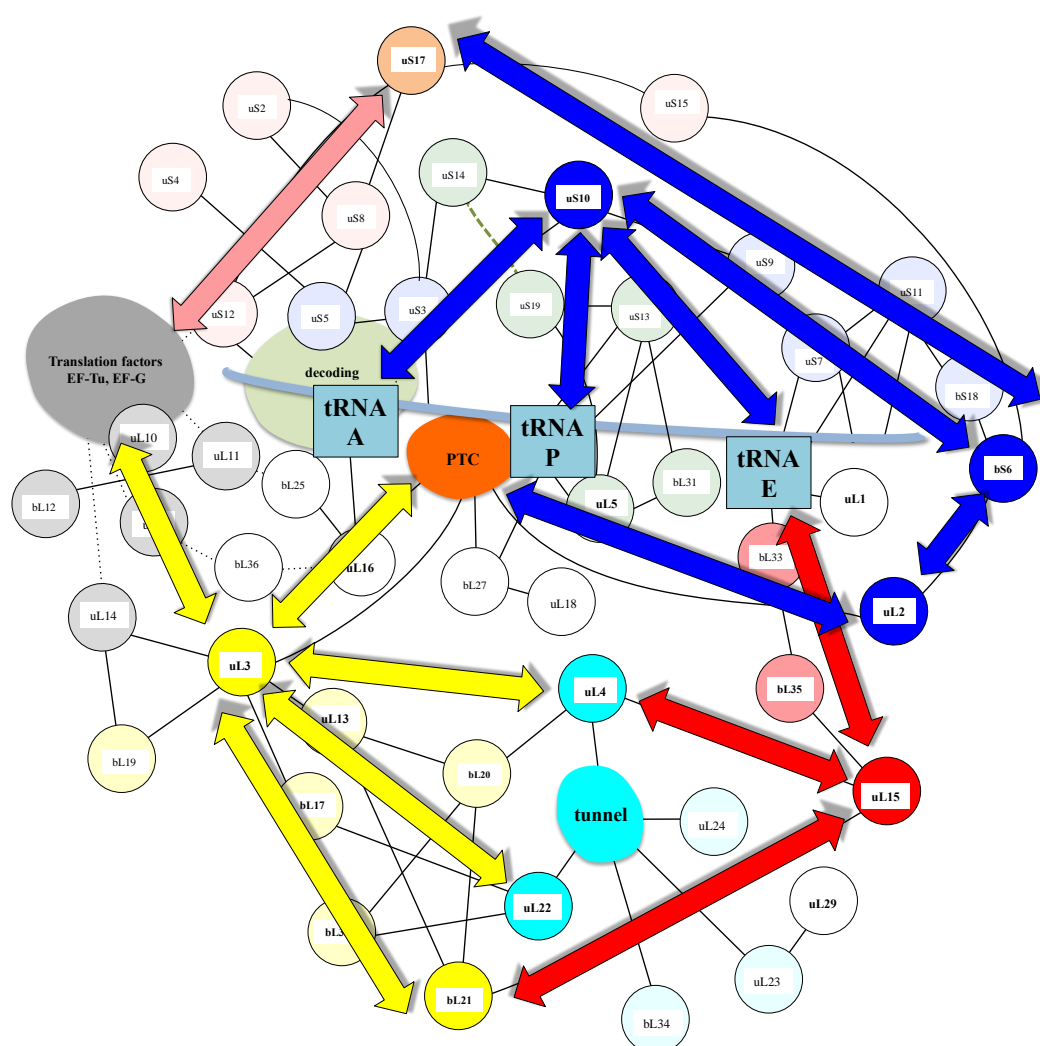 uS17
uS2
uS15
uS4
uS14
uS10
uS8
uS9
uS11
uS12
uS5
uS3
uS19
uS13
uS7
Translation factors
EF-Tu, EF-G
decoding
bS18
tRNA
A
tRNA
P
tRNA
E
uL10
uL11
PTC
bS6
bL12
bL25
uL5
bL31
uL1
bL36
uL16
bL33
bL27
uL18
uL14
uL2
uL3
uL4
bL35
uL13
bL19
bL20
bL17
tunnel
uL24
uL15
uL22
uL29
bL21
uL23
bL34